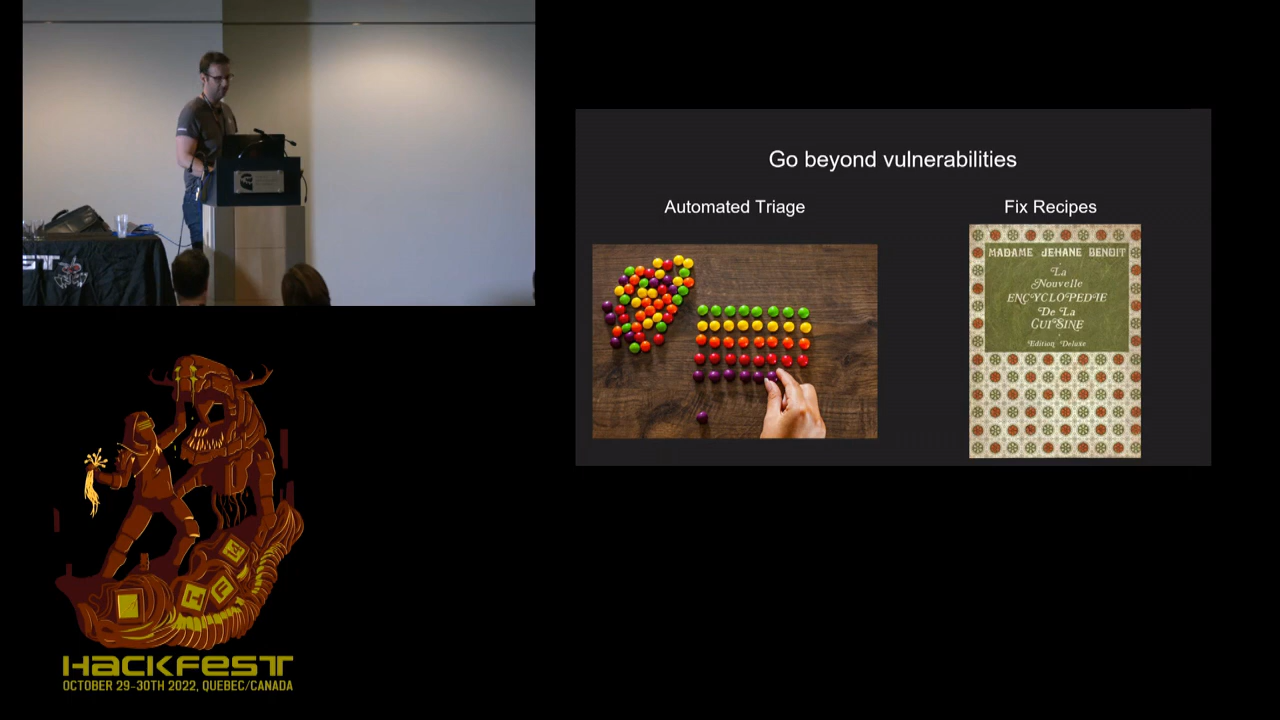 Go beyond vulnerabilities
Automated Triage
Fix Recipes
MADAME JEHANE BENOIT
La
Nouvelle
ENCYCLOPEDIE
De La
CUISINE
Edition Deluxe
ST
HACKFEST
OCTOBER 29-30TH 2022, QUEBEC/CANADA